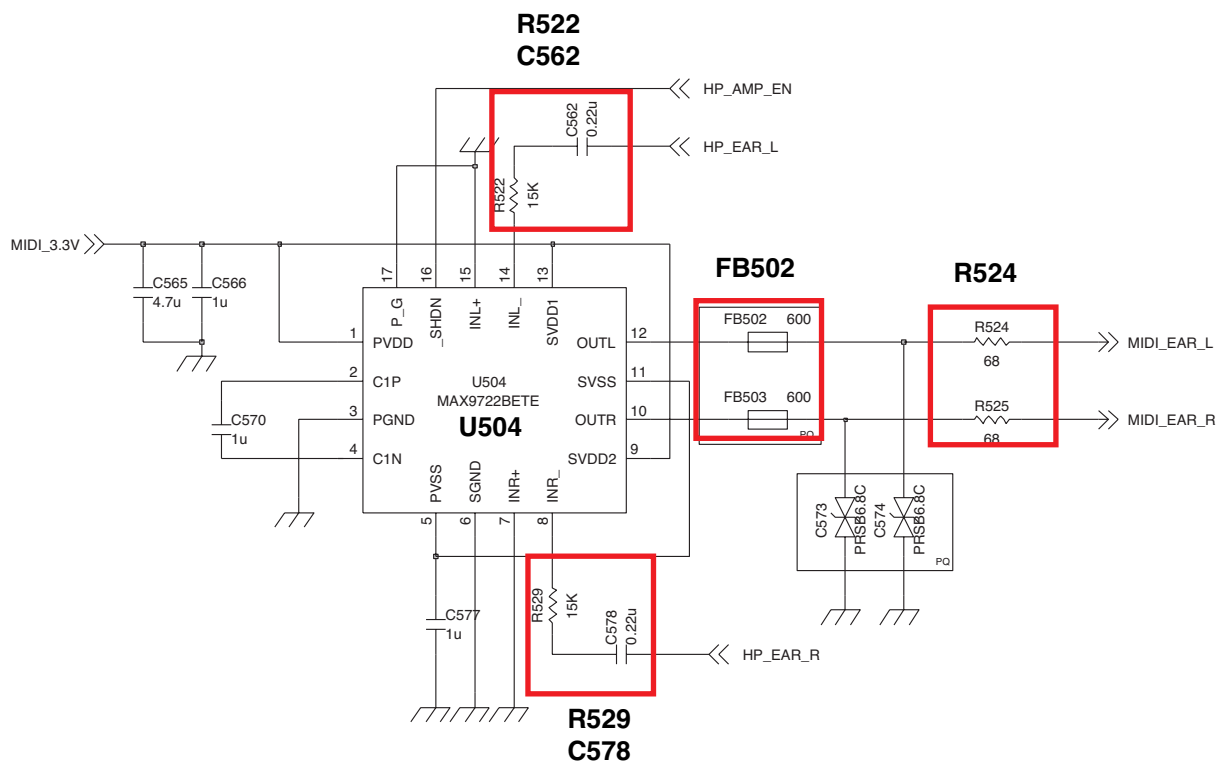 R522
C562
HP_AMP_EN
C562
0.22u
HP_EAR_L
R522
15K
MIDI_3.3V
C565
4.7u
C566
1u
17
16
15
14
13
P_G
_SHDN
INL+
INL_
SVDD1
FB502
R524
FB502 600
R524
68
MIDI_EAR_L
1
PVDD
OUTL
12
2
C1P
SVSS
11
U504
MAX9722BETE
U504
3
PGND
OUTR
10
FB503 600
PQ
R525
68
MIDI_EAR_R
C570
1u
4
C1N
SVDD2
9
PVSS
SGND
INR+
INR_
5
6
7
8
C573
PRSB6.8C
C574
PRSB6.8C
PQ
C577
1u
R529
15K
C578
0.22u
HP_EAR_R
R529
C578